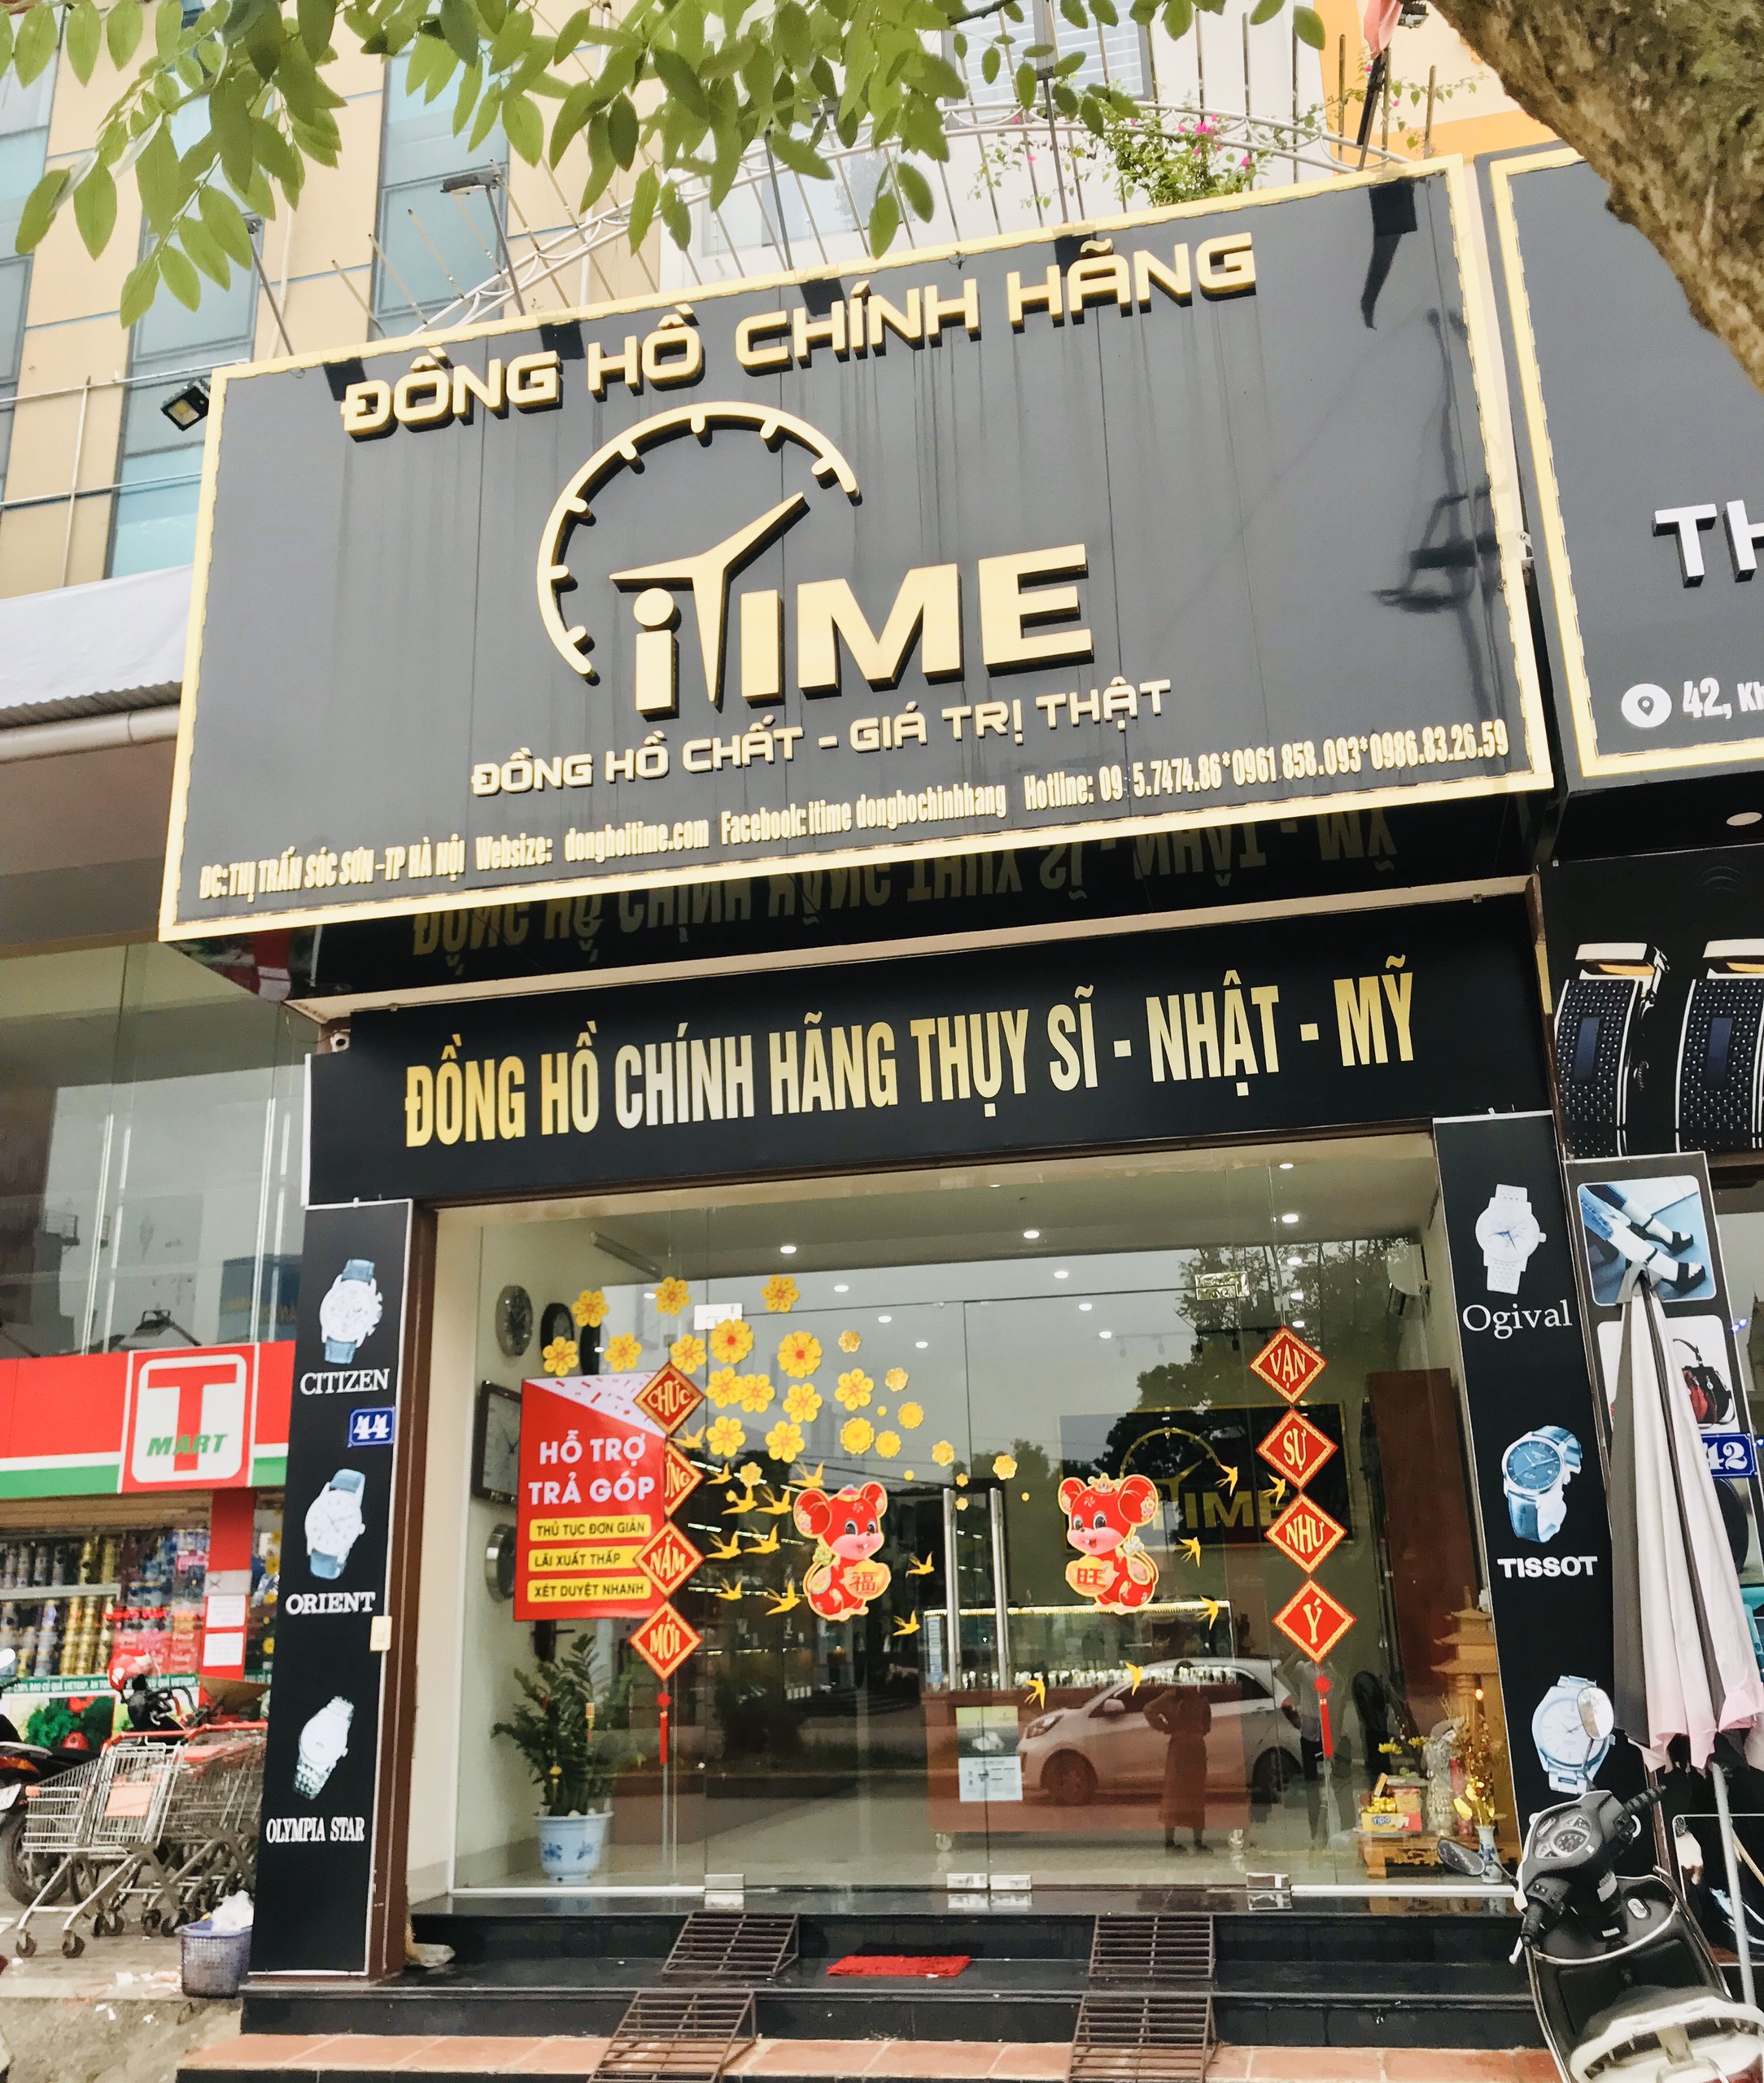 ĐỒNG HỒ CHÍNH HÃNG
iTIME
ĐỒNG HỒ CHẤT - GIÁ TRỊ THẬT
ĐC: THỊ TRẤN SÓC SƠN -TP HÀ NỘI Websize: donghoitime.com Facebook: itime donghochinhhang Hotline: 09 5.7474.86*0961 858.093*0986.83.26.59
TH
42, Kh
ĐỒNG HỒ CHÍNH HÃNG THỤY SĨ - NHẬT - MỸ
CITIZEN
44
ORIENT
OLYMPIA STAR
T
MART
HỖ TRỢ
TRẢ GÓP
THỦ TỤC ĐƠN GIẢN
LÃI XUẤT THẤP
XÉT DUYỆT NHANH
CHÚC
ỪNG
NĂM
MỚI
福
旺
TIME
VẠN
SỰ
NHƯ
Ý
Ogival
TISSOT
42